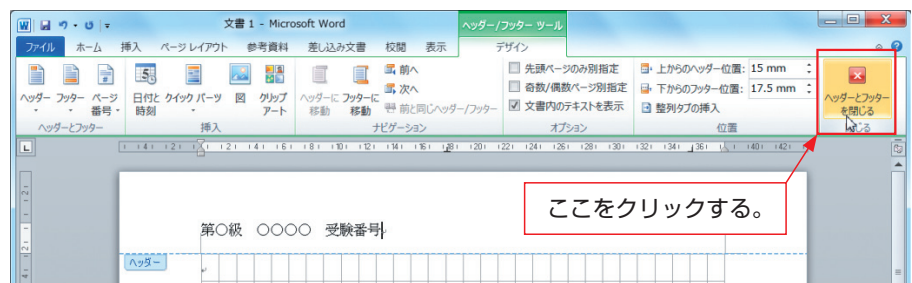 文書 1 - Microsoft Word
ヘッダー/フッター ツール
ファイル ホーム 挿入 ページ レイアウト 参考資料 差し込み文書 校閲 表示 デザイン
ヘッダー フッター ページ番号
日付と時刻 クイック パーツ 図 クリップアート
ヘッダーに移動 フッターに移動
前へ
次へ
前と同じヘッダー/フッター
先頭ページのみ別指定
奇数/偶数ページ別指定
文書内のテキストを表示
上からのヘッダー位置: 15 mm
下からのフッター位置: 17.5 mm
整列タブの挿入
ヘッダーとフッターを閉じる
ヘッダーとフッター 挿入 ナビゲーション オプション 位置 閉じる
ここをクリックする。
第〇級 〇〇〇〇 受験番号
ヘッダー